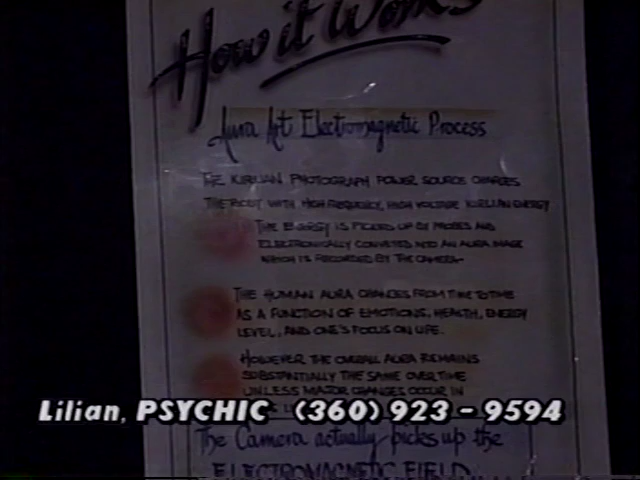 How it Works
Aura Art Electromagnetic Process
THE KIRLIAN PHOTOGRAPH POWER SOURCE CHARGES
THE BODY WITH HIGH FREQUENCY, HIGH VOLTAGE KIRLIAN ENERGY
THE ENERGY IS PICKED UP BY PROBES AND
ELECTRONICALLY CONVERTED INTO AN AURA IMAGE
WHICH IS RECORDED BY THE CAMERA-
THE HUMAN AURA CHANGES FROM TIME TO TIME
AS A FUNCTION OF EMOTIONS, HEALTH, ENERGY
LEVEL, AND ONE'S FOCUS ON LIFE.
HOWEVER THE OVERALL AURA REMAINS
SUBSTANTIALLY THE SAME OVER TIME
UNLESS MAJOR CHANGES OCCUR IN
Lilian, PSYCHIC (360) 923-9594
The Camera actually picks up the
ELECTROMAGNETIC FIELD